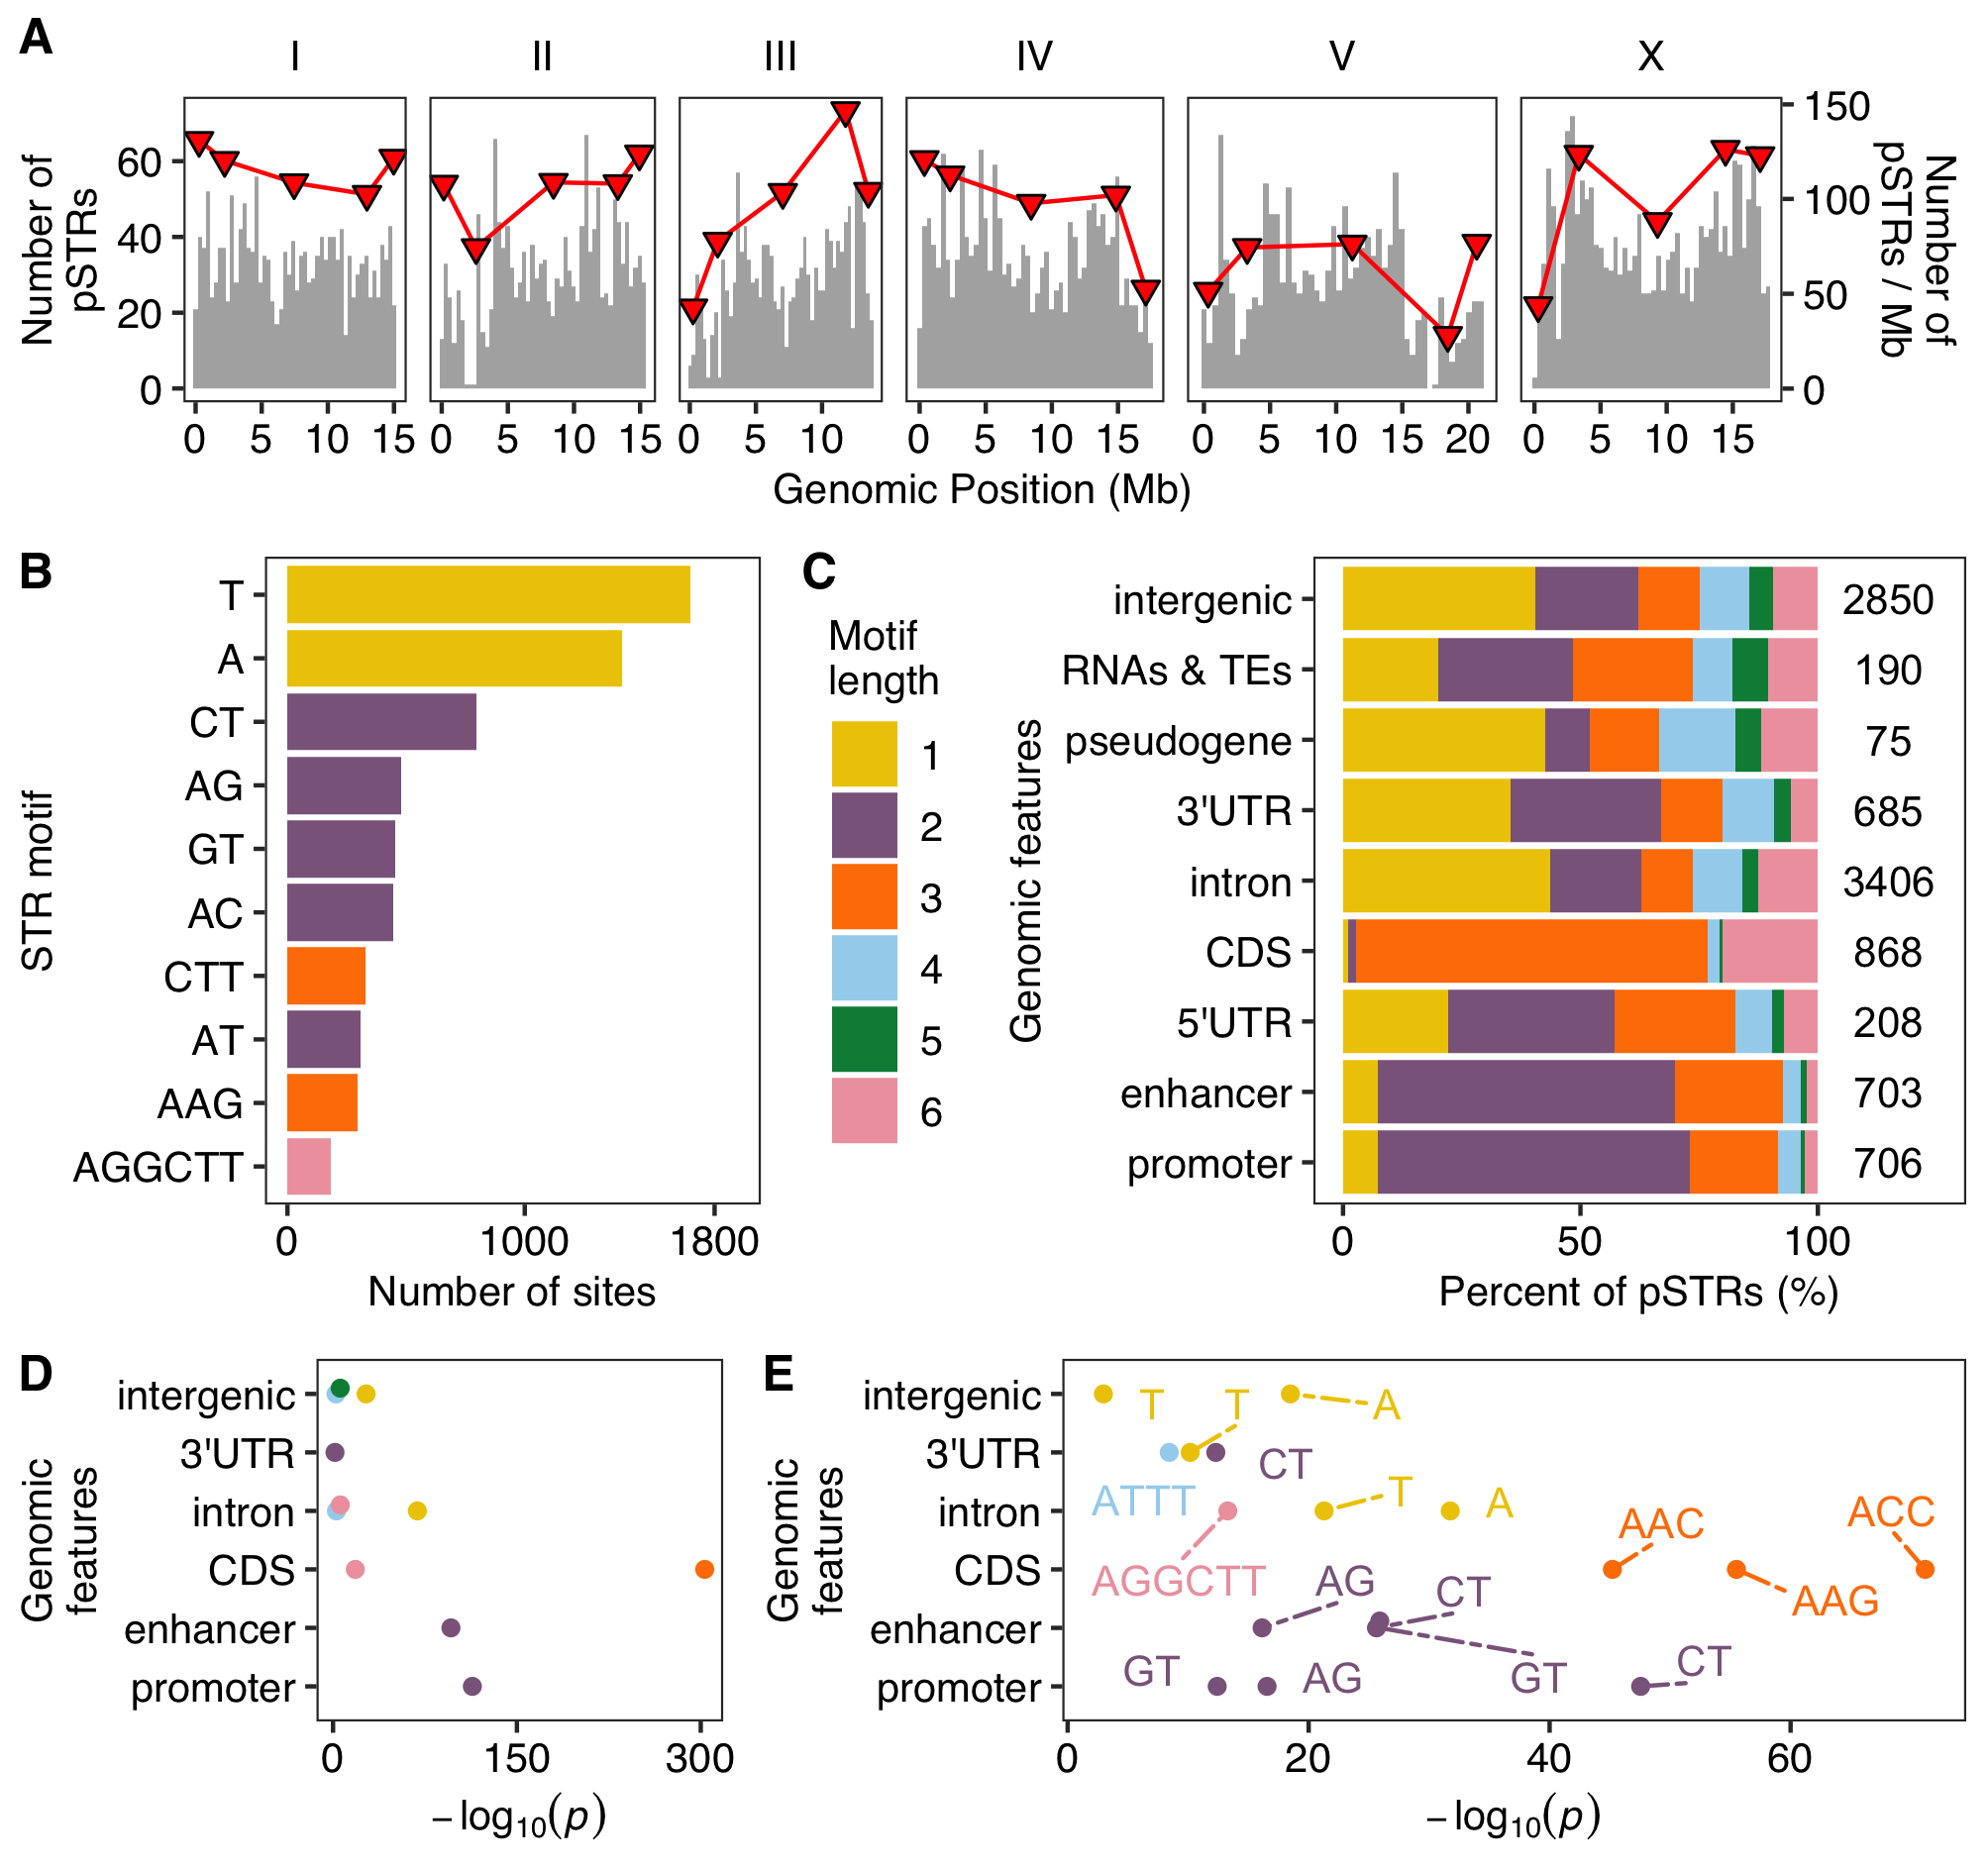 A
I II III IV V X
Number of
pSTRs
60
40
20
0
150
100
50
0
Number of
pSTRs / Mb
0 5 10 15 0 5 10 15 0 5 10 0 5 10 15 0 5 10 15 20 0 5 10 15
Genomic Position (Mb)
B
STR motif
T
A
CT
AG
GT
AC
CTT
AT
AAG
AGGCTT
0 1000 1800
Number of sites
C
Motif
length
1
2
3
4
5
6
Genomic features
intergenic 2850
RNAs & TEs 190
pseudogene 75
3'UTR 685
intron 3406
CDS 868
5'UTR 208
enhancer 703
promoter 706
0 50 100
Percent of pSTRs (%)
D
Genomic
features
intergenic
3'UTR
intron
CDS
enhancer
promoter
0 150 300
−log10(p)
E
Genomic
features
intergenic T T A
3'UTR CT
ATTT T
intron A
AAC ACC
CDS
AGGCTT AG CT AAG
enhancer
GT AG GT CT
promoter
0 20 40 60
−log10(p)